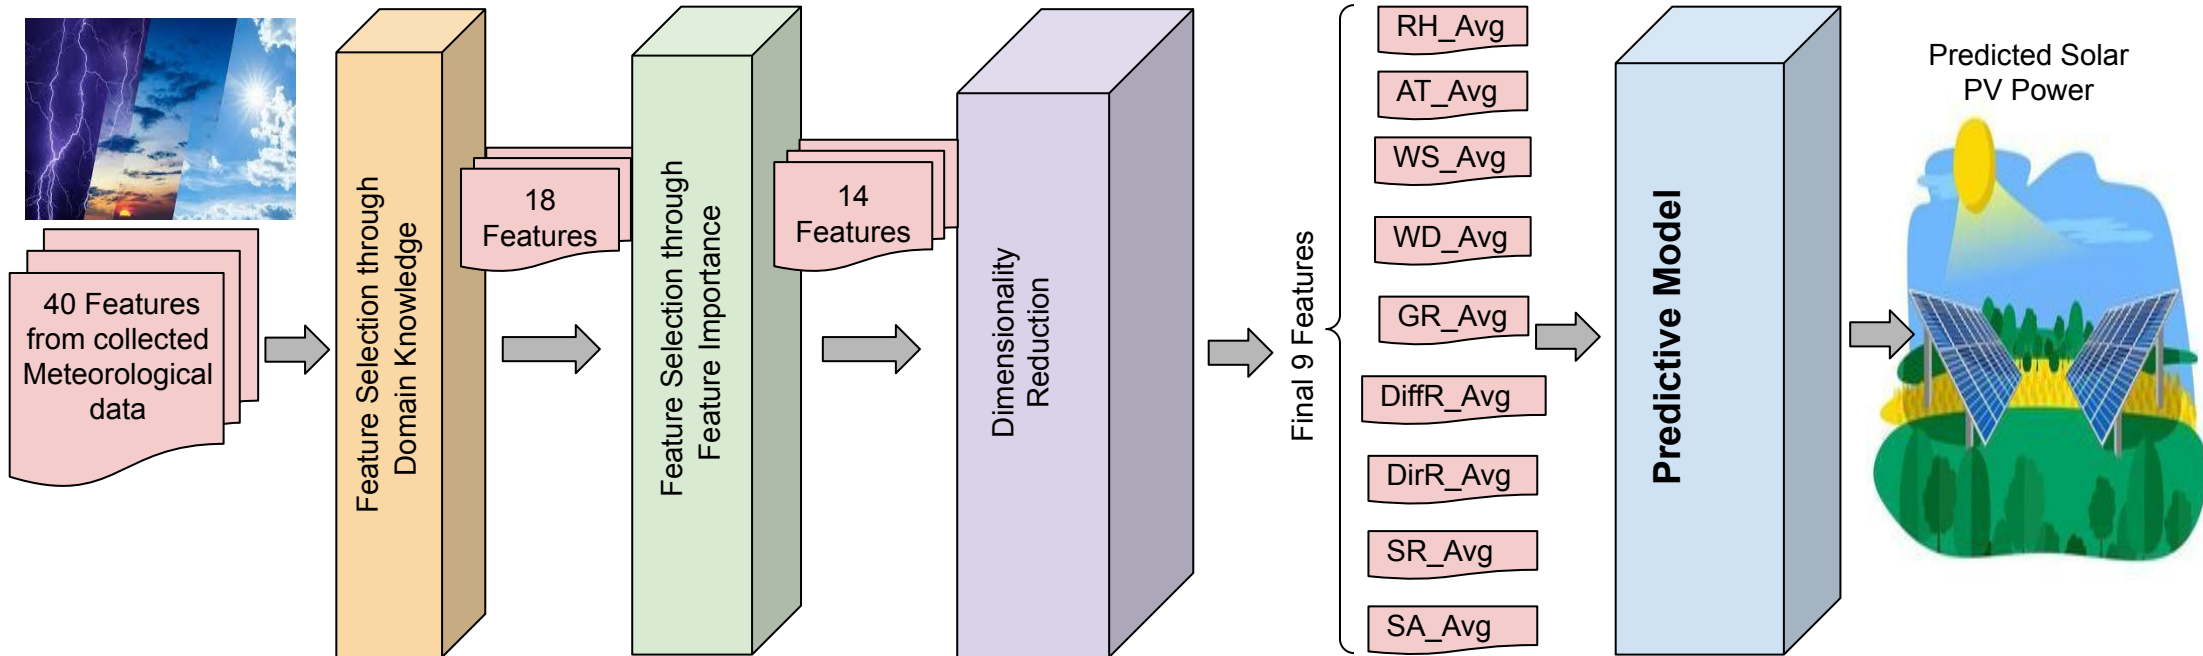 40 Features
from collected
Meteorological
data
Feature Selection through
Domain Knowledge
18
Features
Feature Selection through
Feature Importance
14
Features
Dimensionality
Reduction
Final 9 Features
RH_Avg
AT_Avg
WS_Avg
WD_Avg
GR_Avg
DiffR_Avg
DirR_Avg
SR_Avg
SA_Avg
Predictive Model
Predicted Solar
PV Power